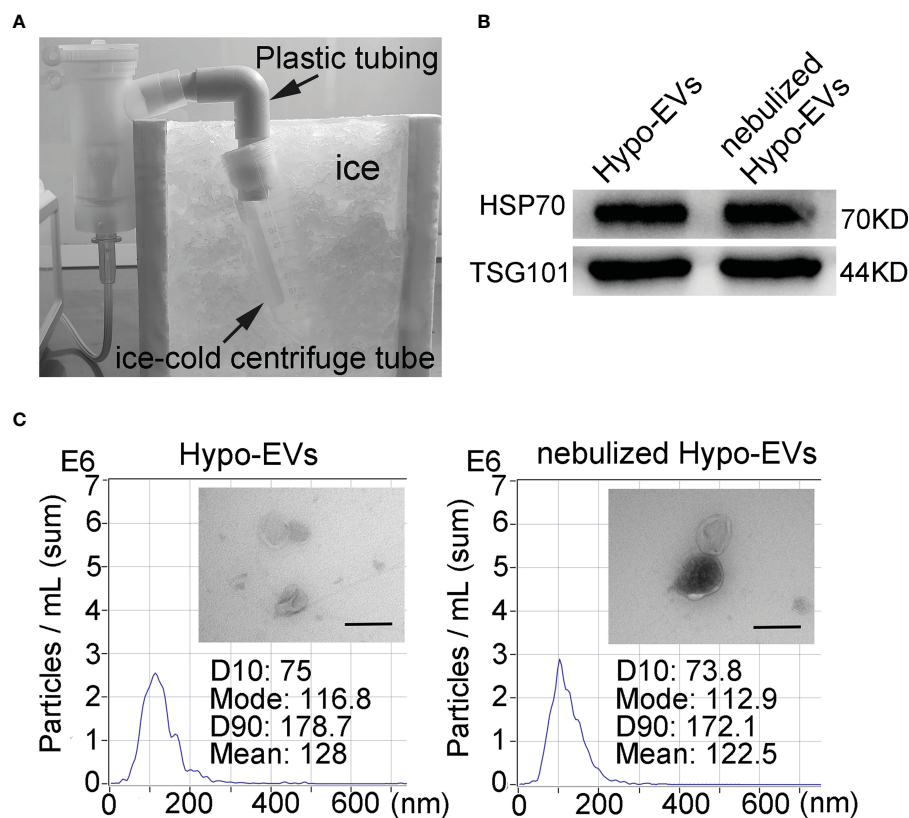 A
Plastic tubing
ice
ice-cold centrifuge tube
B
Hypo-EVs
nebulized
Hypo-EVs
HSP70
70KD
TSG101
44KD
C
Hypo-EVs
E6
Particles / mL (sum)
7
6
5
4
3
2
1
0
D10: 75
Mode: 116.8
D90: 178.7
Mean: 128
0 200 400 600 (nm)
nebulized Hypo-EVs
E6
Particles / mL (sum)
7
6
5
4
3
2
1
0
D10: 73.8
Mode: 112.9
D90: 172.1
Mean: 122.5
0 200 400 600 (nm)